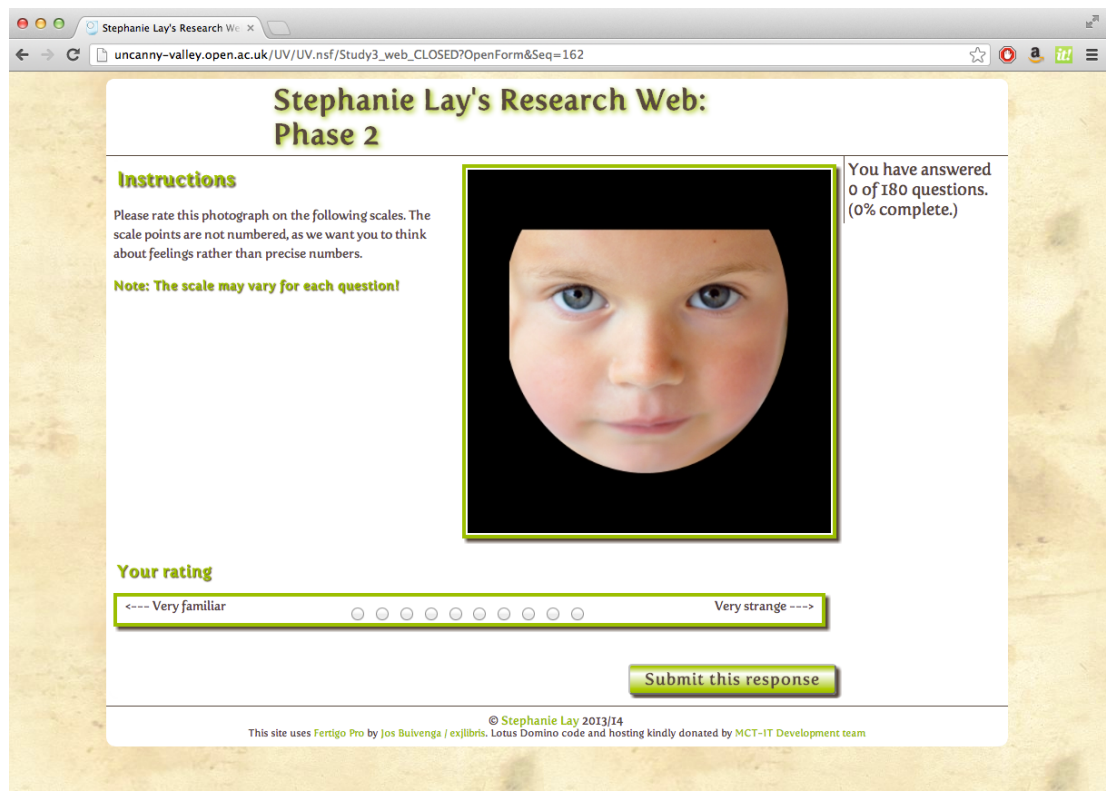 Stephanie Lay's Research We
uncanny-valley.open.ac.uk/UV/UV.nsf/Study3_web_CLOSED?OpenForm&Seq=162
a
it!
Stephanie Lay's Research Web:
Phase 2
Instructions
Please rate this photograph on the following scales. The
scale points are not numbered, as we want you to think
about feelings rather than precise numbers.
Note: The scale may vary for each question!
You have answered
0 of 180 questions.
(0% complete.)
Your rating
<--- Very familiar
Very strange --->
Submit this response
© Stephanie Lay 2013/14
This site uses Fertigo Pro by Jos Buivenga / exjlibris. Lotus Domino code and hosting kindly donated by MCT-IT Development team